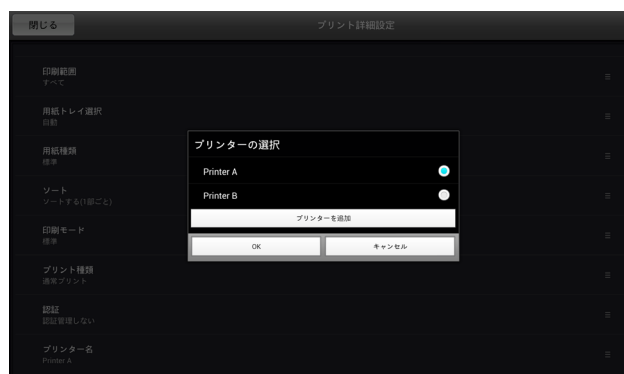 閉じる
プリント詳細設定
印刷範囲
すべて
用紙トレイ選択
自動
用紙種類
標準
ソート
ソートする(1部ごと)
印刷モード
標準
プリント種類
通常プリント
認証
認証管理しない
プリンター名
Printer A
プリンターの選択
Printer A
Printer B
プリンターを追加
OK
キャンセル